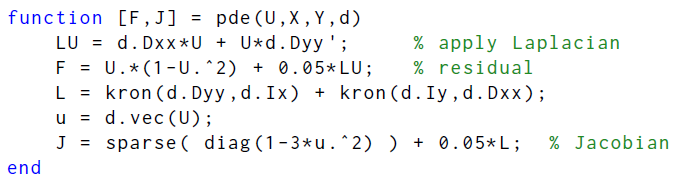 function [F,J] = pde(U,X,Y,d)
    LU = d.Dxx*U + U*d.Dyy';     % apply Laplacian
    F = U.*(1-U.^2) + 0.05*LU;   % residual
    L = kron(d.Dyy,d.Ix) + kron(d.Iy,d.Dxx);
    u = d.vec(U);
    J = sparse( diag(1-3*u.^2) ) + 0.05*L;  % Jacobian
end